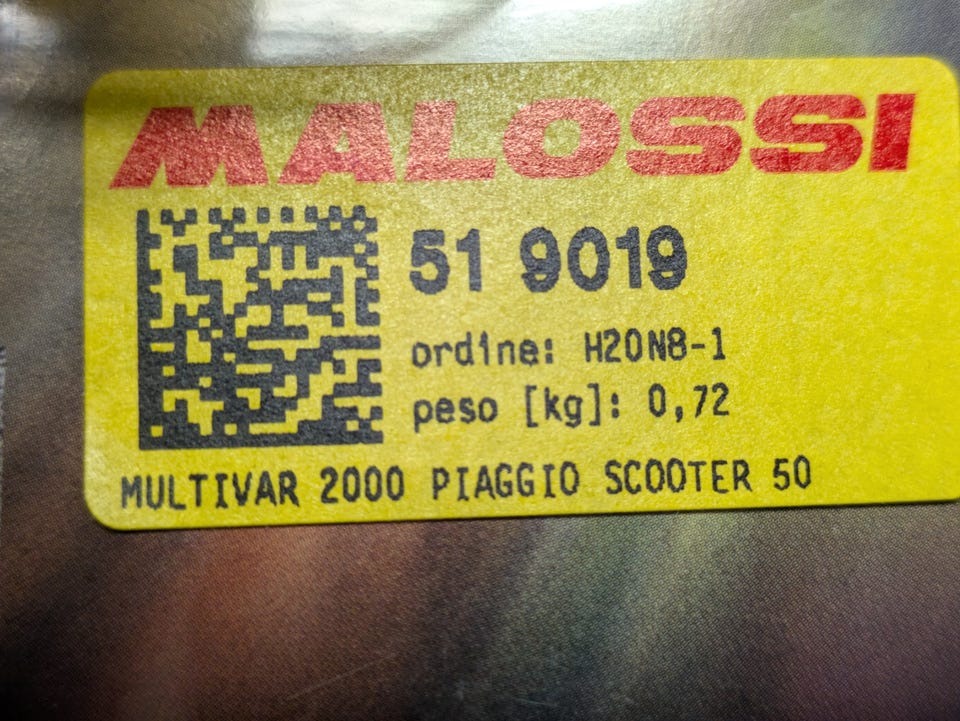 MALOSSI
51 9019
ordine: H20N8-1
peso [kg]: 0,72
MULTIVAR 2000 PIAGGIO SCOOTER 50